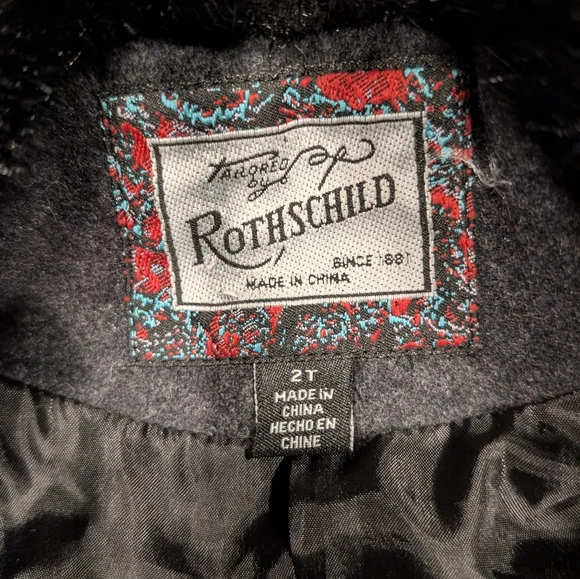 TAILORED
by
ROTHSCHILD
SINCE 1881
MADE IN CHINA
2T
MADE IN
CHINA
HECHO EN
CHINE